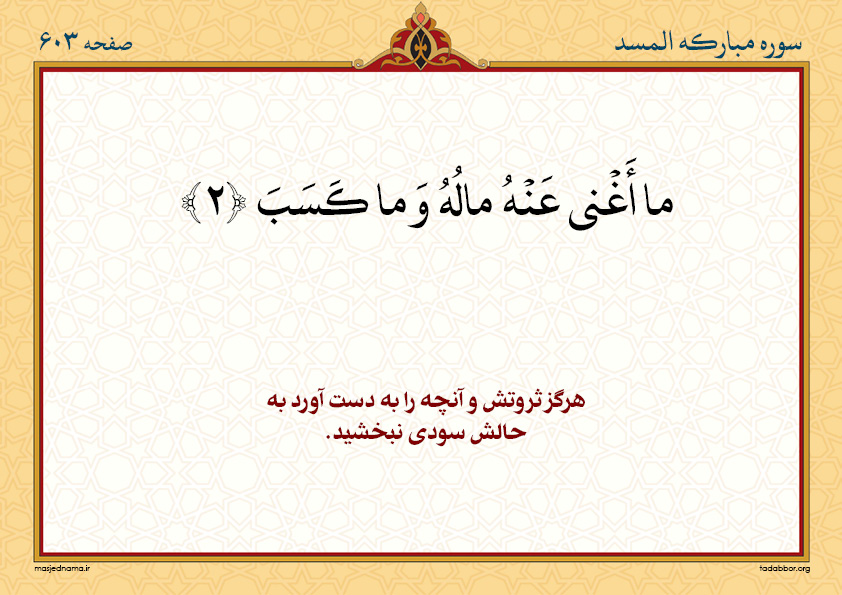 سوره مبارکه المسد
صفحه ۶۰۳
ما أَغْنی عَنْهُ مالُهُ وَ ما کَسَبَ ﴿۲﴾
هرگز ثروتش و آنچه را به دست آورد به
حالش سودی نبخشید.
masjednama.ir
tadabbor.org